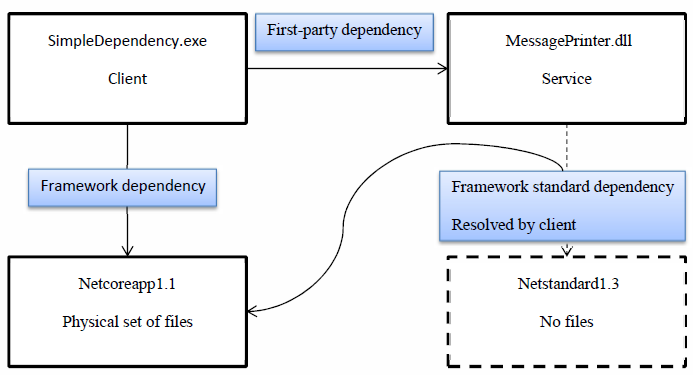 SimpleDependency.exe
Client
First-party dependency
MessagePrinter.dll
Service
Framework dependency
Framework standard dependency
Resolved by client
Netcoreapp1.1
Physical set of files
Netstandard1.3
No files